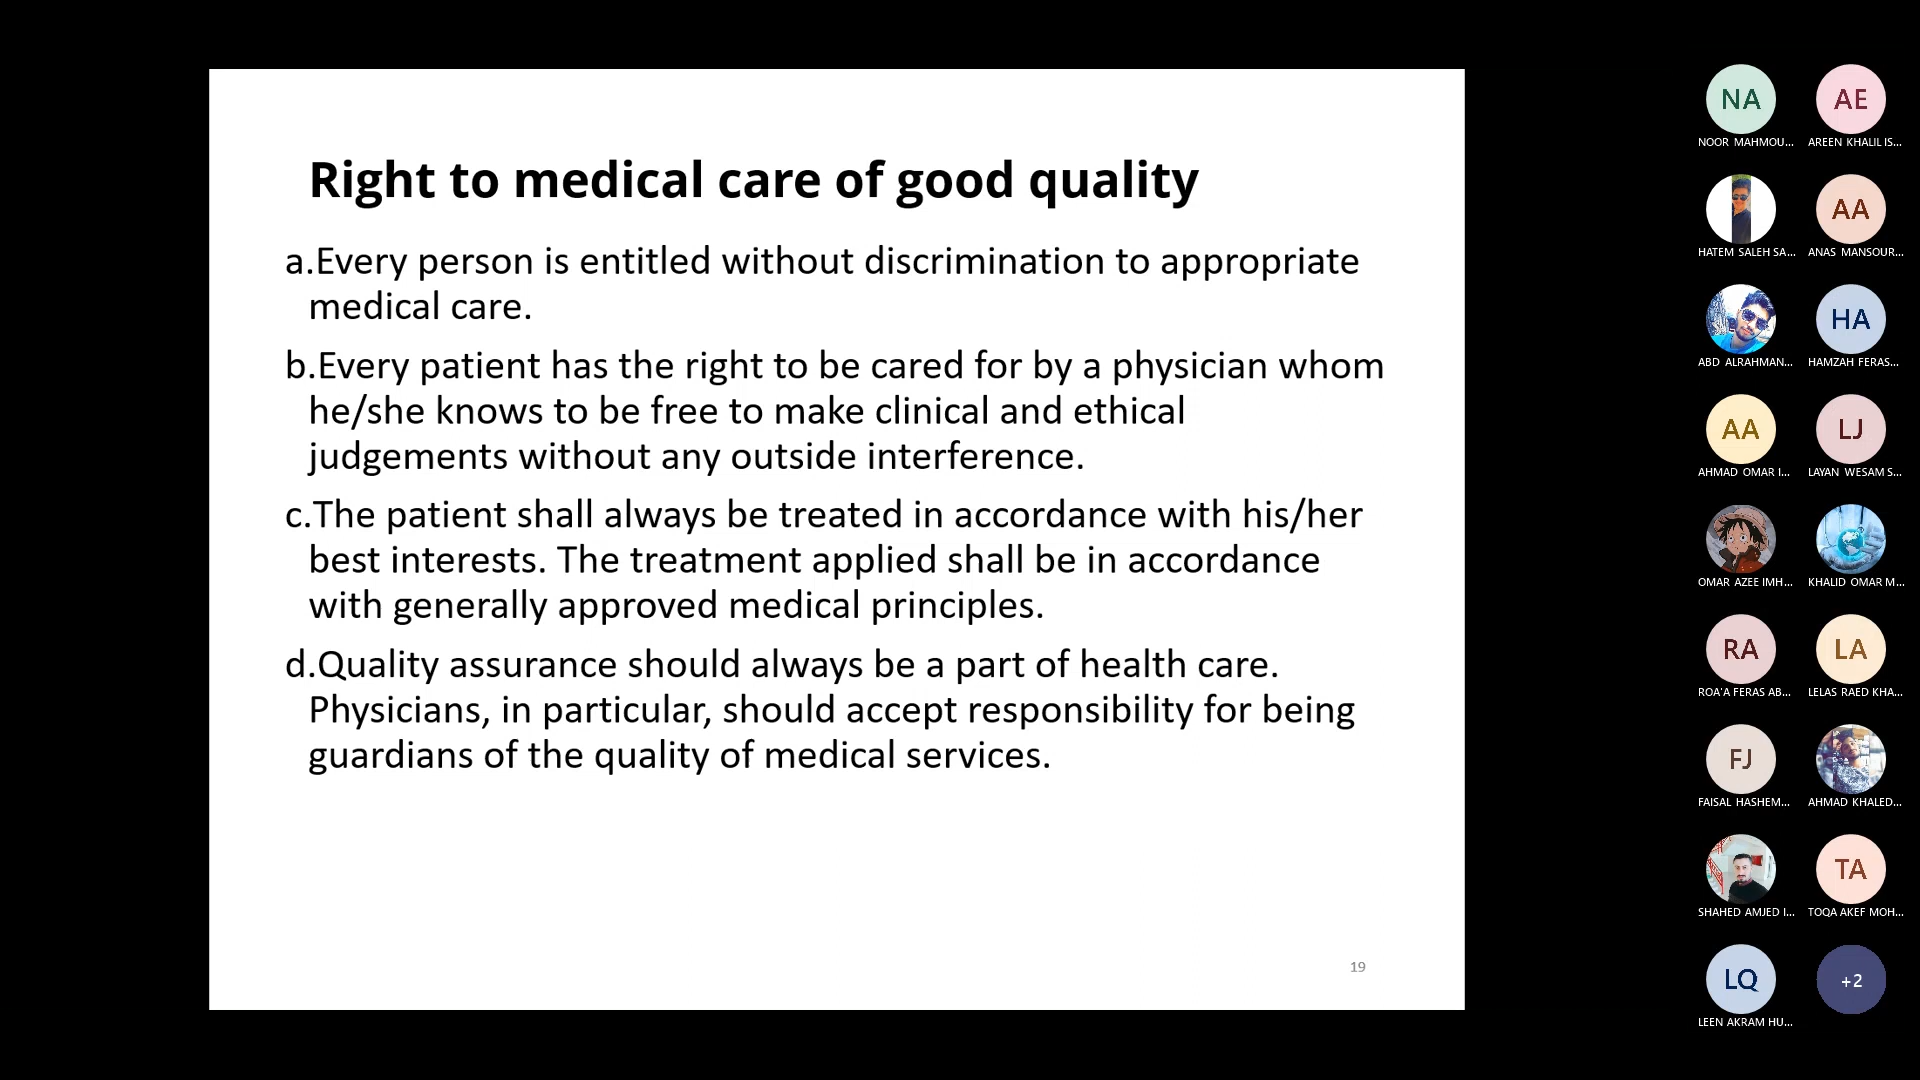 Right to medical care of good quality
a.Every person is entitled without discrimination to appropriate
medical care.
b.Every patient has the right to be cared for by a physician whom
he/she knows to be free to make clinical and ethical
judgements without any outside interference.
c.The patient shall always be treated in accordance with his/her
best interests. The treatment applied shall be in accordance
with generally approved medical principles.
d.Quality assurance should always be a part of health care.
Physicians, in particular, should accept responsibility for being
guardians of the quality of medical services.
19
NA
NOOR MAHMOU...
AE
AREEN KHALIL IS...
HATEM SALEH SA...
AA
ANAS MANSOUR...
ABD ALRAHMAN...
HA
HAMZAH FERAS...
AA
AHMAD OMAR I...
LJ
LAYAN WESAM S...
OMAR AZEE IMH...
KHALID OMAR M...
RA
ROA'A FERAS AB...
LA
LELAS RAED KHA...
FJ
FAISAL HASHEM...
AHMAD KHALED...
SHAHED AMJED I...
TA
TOQA AKEF MOH...
LQ
LEEN AKRAM HU...
+2